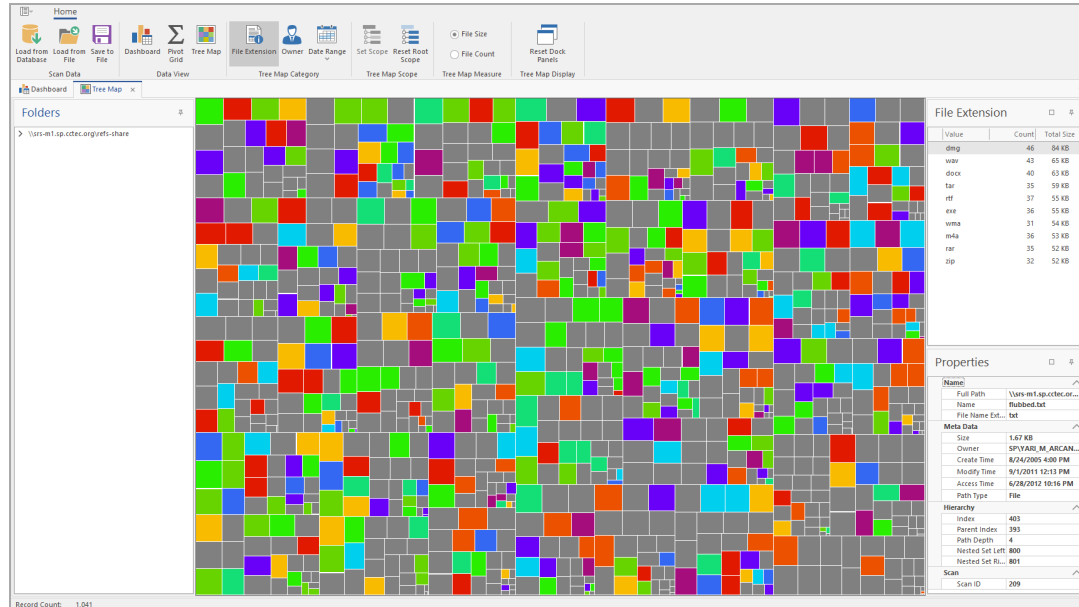 Home
Load from Database
Load from File
Save to File
Dashboard
Pivot Grid
Tree Map
File Extension
Owner
Date Range
Set Scope
Reset Root Scope
File Size
File Count
Reset Dock Panels
Scan Data
Data View
Tree Map Category
Tree Map Scope
Tree Map Measure
Tree Map Display
Dashboard
Tree Map
Folders
\\srs-m1.sp.cctec.org\refs-share
File Extension
Value Count Total Size
dmg 46 84 KB
wav 43 65 KB
docx 40 63 KB
tar 35 59 KB
rtf 37 55 KB
exe 36 55 KB
wma 31 54 KB
m4a 36 53 KB
rar 35 52 KB
zip 32 52 KB
Properties
Name
Full Path \\srs-m1.sp.cctec.or...
Name flubbed.txt
File Name Ext... txt
Meta Data
Size 1.67 KB
Owner SP\YARI_M_ARCAN...
Create Time 8/24/2005 4:00 PM
Modify Time 9/1/2011 12:13 PM
Access Time 6/28/2012 10:16 PM
Path Type File
Hierarchy
Index 403
Parent Index 393
Path Depth 4
Nested Set Left 800
Nested Set Ri... 801
Scan
Scan ID 209
Record Count: 1,041